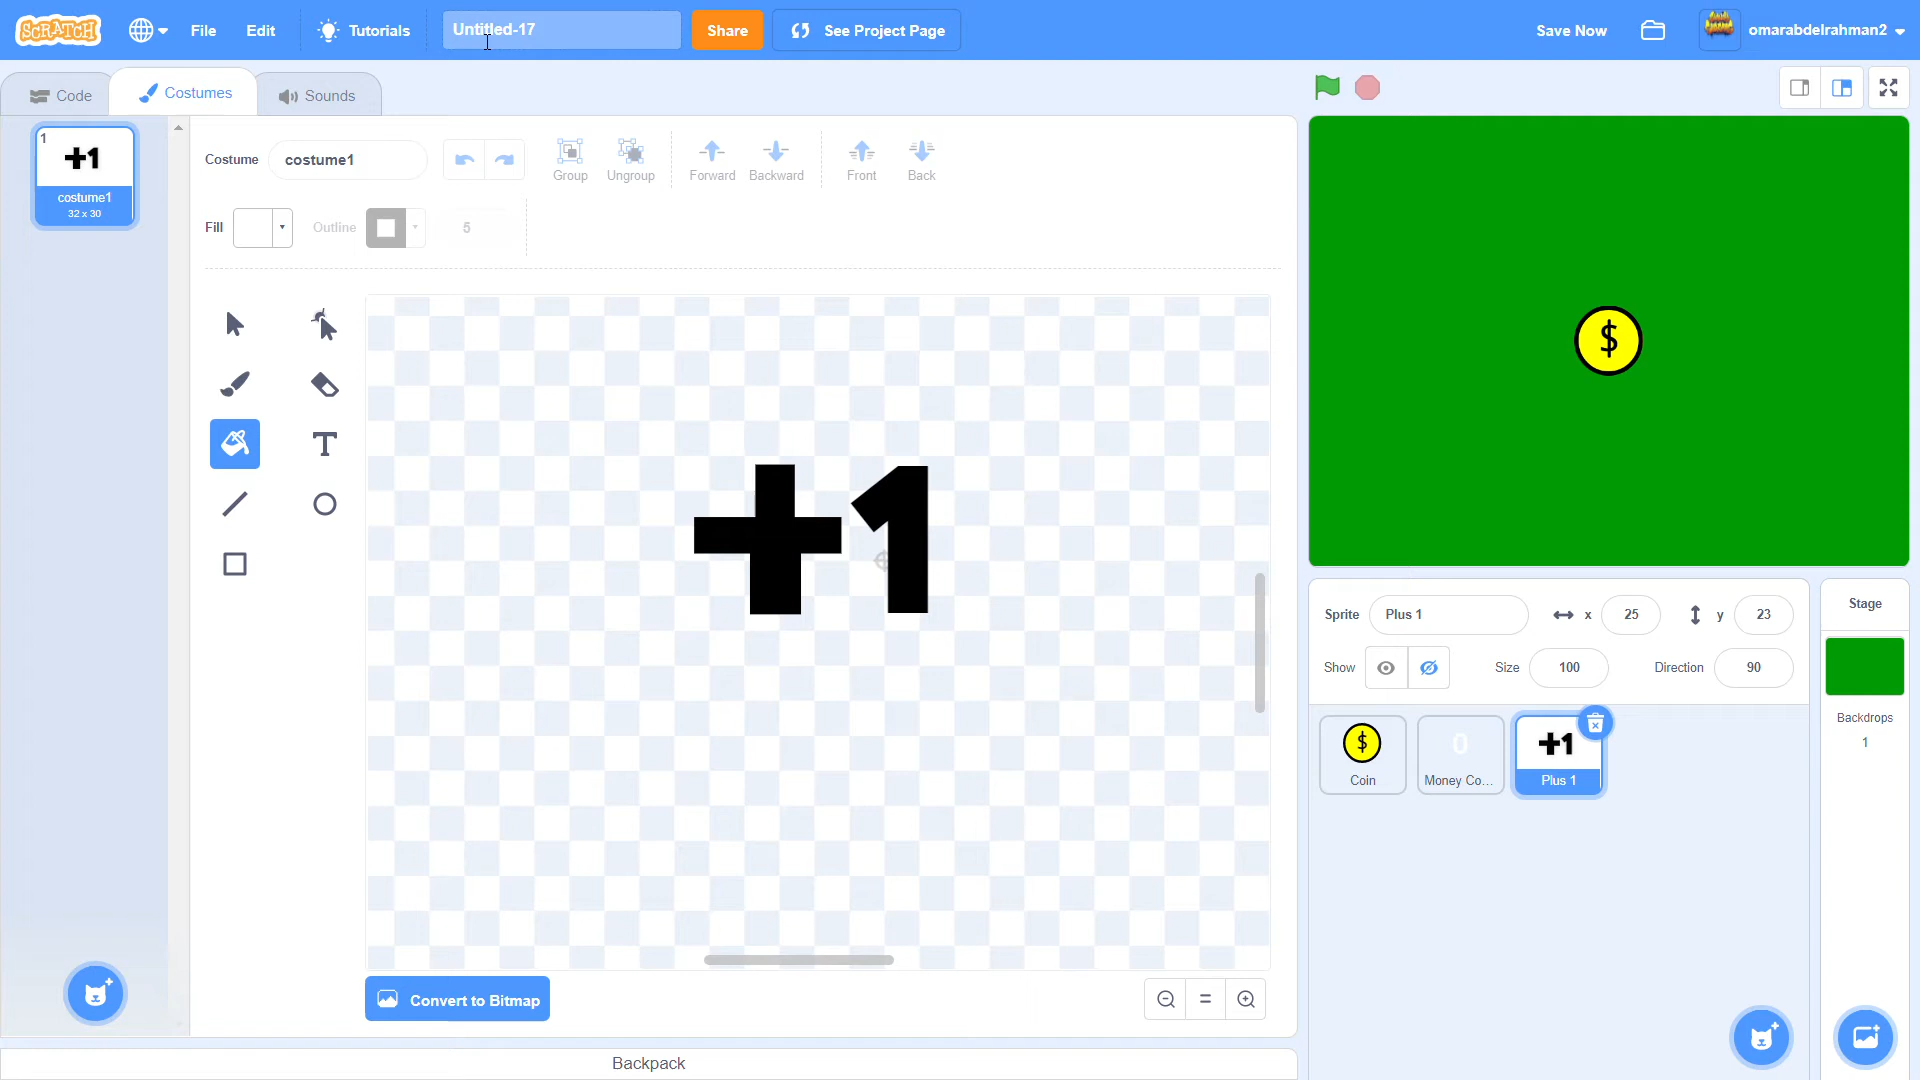 SCRATCH
File
Edit
Tutorials
Untitled-17
Share
See Project Page
Save Now
omarabdelrahman2
Code
Costumes
Sounds
1
+1
costume1
32 x 30
Costume
costume1
Group
Ungroup
Forward
Backward
Front
Back
Fill
Outline
5
+1
$
Convert to Bitmap
Backpack
Sprite
Plus 1
x
25
y
23
Show
Size
100
Direction
90
$
Coin
0
Money Co...
+1
Plus 1
Stage
Backdrops
1